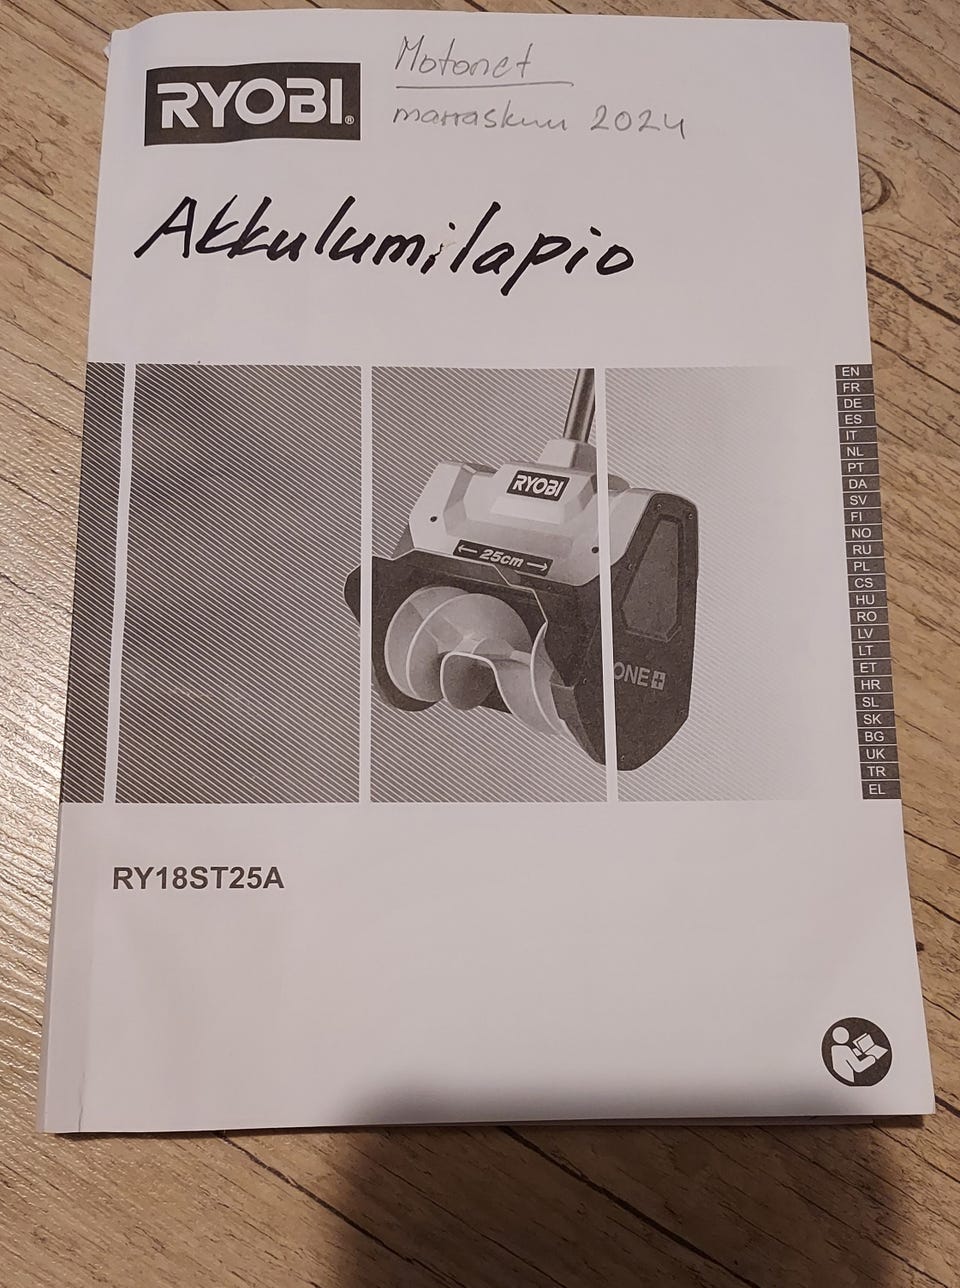 Motonet
RYOBI®
marraskuu 2024
Akkulumilapio
RYOBI
← 25cm →
ONE+
EN
FR
DE
ES
IT
NL
PT
DA
SV
FI
NO
RU
PL
CS
HU
RO
LV
LT
ET
HR
SL
SK
BG
UK
TR
EL
RY18ST25A